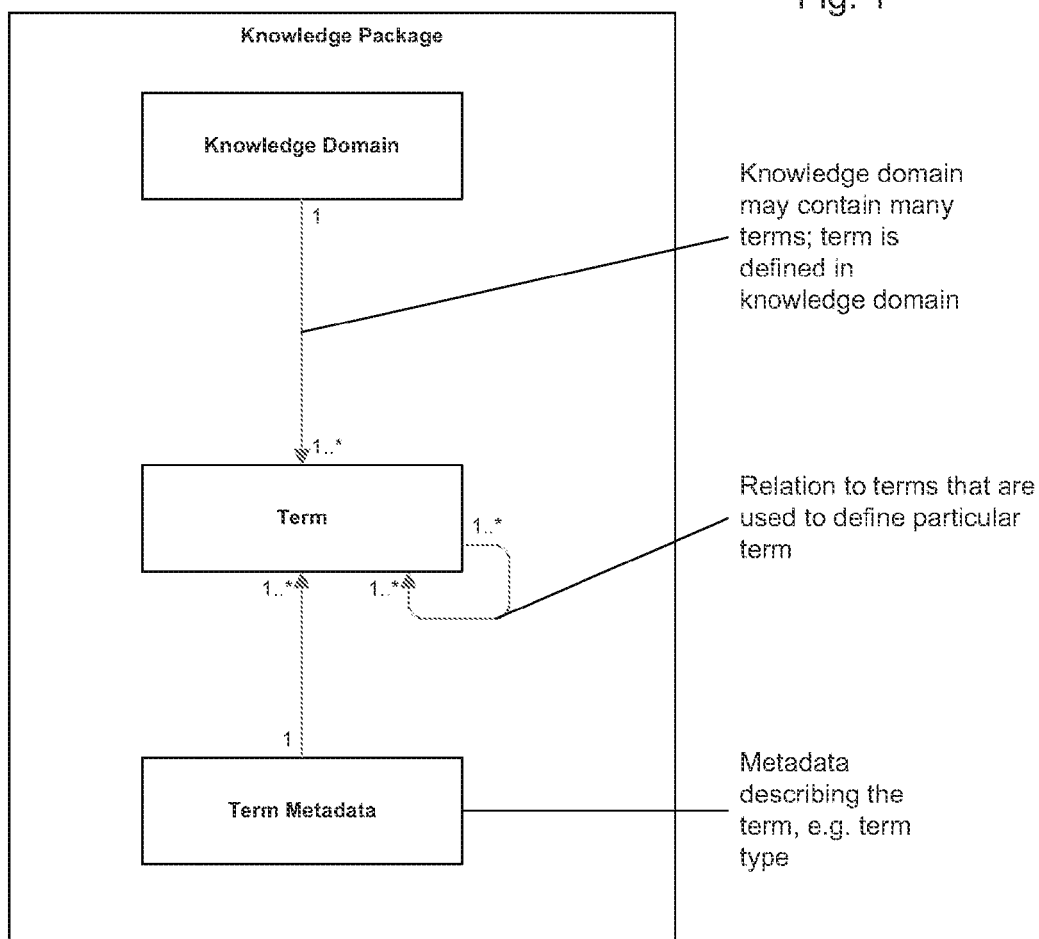 Fig. 1
Knowledge Package
Knowledge Domain
1
Knowledge domain
may contain many
terms; term is
defined in
knowledge domain
1..*
Term
1..*
Relation to terms that are
used to define particular
term
1..*
1..*
1
Term Metadata
Metadata
describing the
term, e.g. term
type